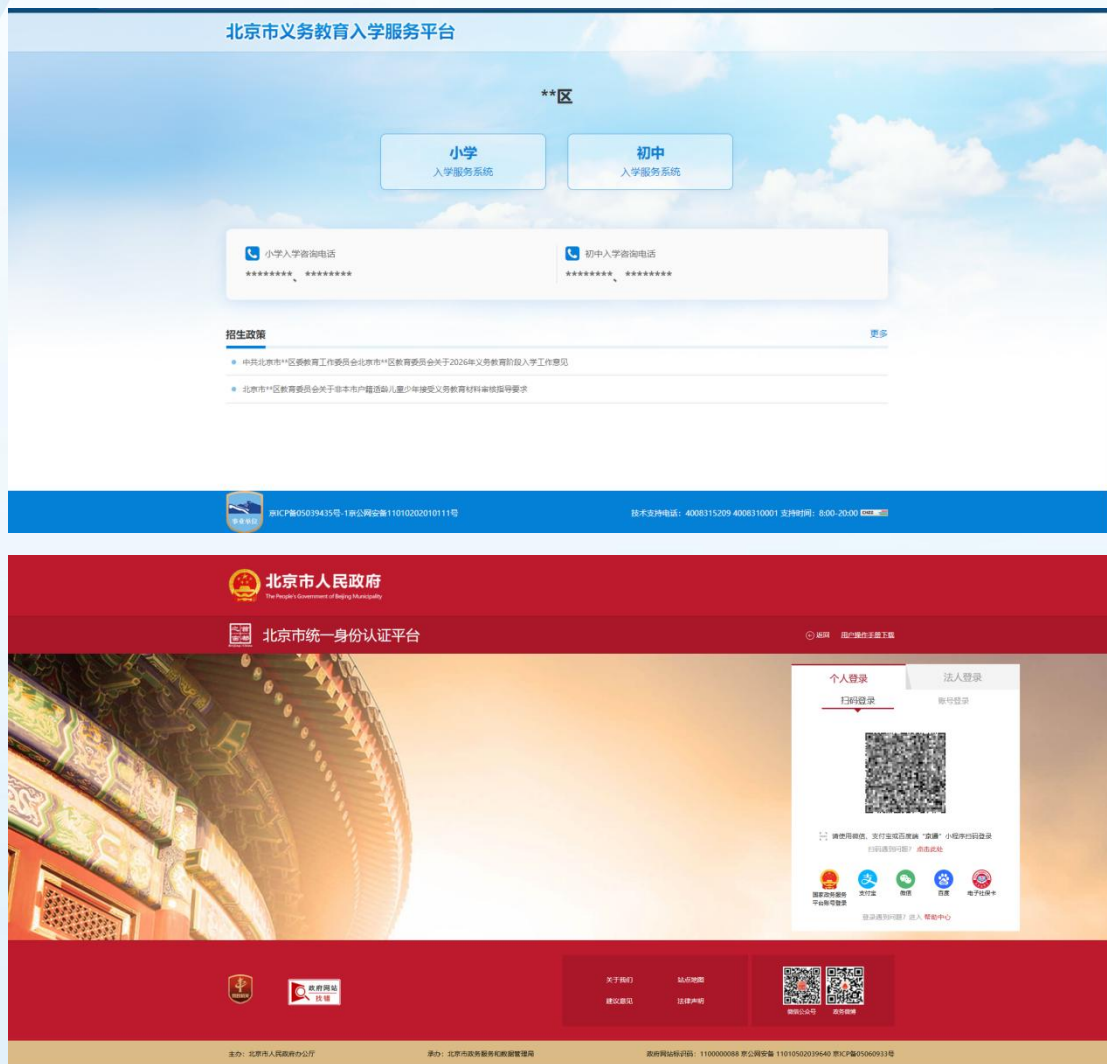 北京市义务教育入学服务平台
**区
小学
入学服务系统
初中
入学服务系统
小学入学咨询电话
********、********
初中入学咨询电话
********、********
招生政策
更多
中共北京市**区委教育工作委员会北京市**区教育委员会关于2026年义务教育阶段入学工作意见
北京市**区教育委员会关于非本市户籍适龄儿童少年接受义务教育材料审核指导要求
京ICP备05039435号-1京公网安备11010202010111号
技术支持电话：4008315209 4008310001 支持时间：8:00-20:00
北京市人民政府
The People's Government of Beijing Municipality
北京市统一身份认证平台
返回
用户操作手册下载
个人登录
法人登录
扫码登录
账号登录
请使用微信、支付宝或百度端“京通”小程序扫码登录
扫码遇到问题？ 点击此处
国家政务服务
平台账号登录
支付宝
微信
百度
电子社保卡
登录遇到问题？进入 帮助中心
政府网站
找错
关于我们
站点地图
建议意见
法律声明
微信公众号
政务微博
主办：北京市人民政府办公厅
承办：北京市政务服务和数据管理局
政府网站标识码：1100000088 京公网安备 11010502039640 京ICP备05060933号